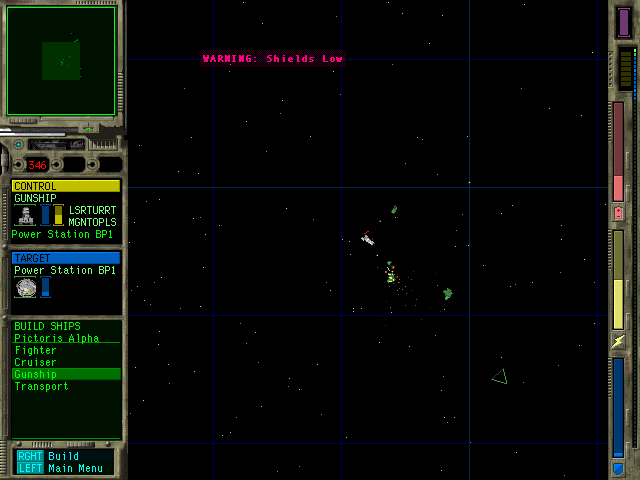 WARNING: Shields Low
346
CONTROL
GUNSHIP
LSRTURRT
MGNTOPLS
Power Station BP1
TARGET
Power Station BP1
BUILD SHIPS
Pictoris Alpha
Fighter
Cruiser
Gunship
Transport
RGHT Build
LEFT Main Menu